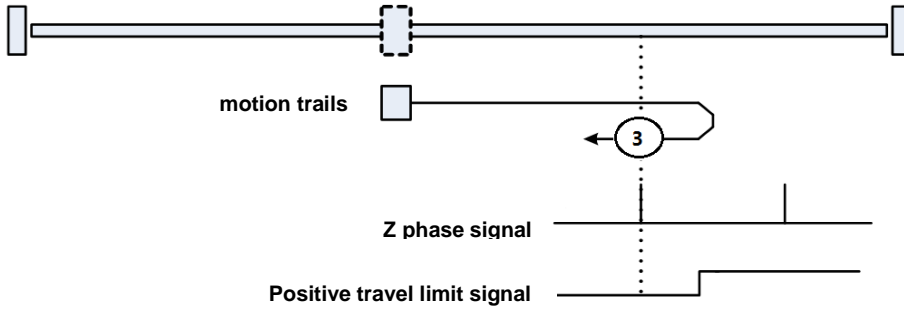 motion trails
3
Z phase signal
Positive travel limit signal